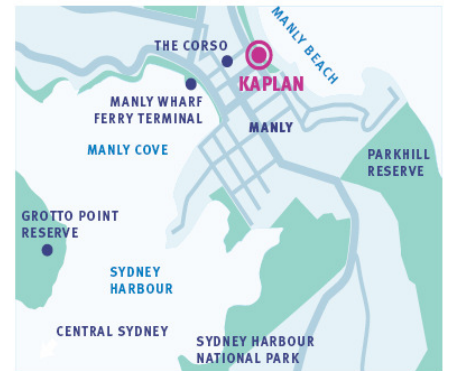 MANLY BEACH
THE CORSO
KAPLAN
MANLY WHARF
FERRY TERMINAL
MANLY
MANLY COVE
PARKHILL
RESERVE
GROTTO POINT
RESERVE
SYDNEY
HARBOUR
CENTRAL SYDNEY
SYDNEY HARBOUR
NATIONAL PARK